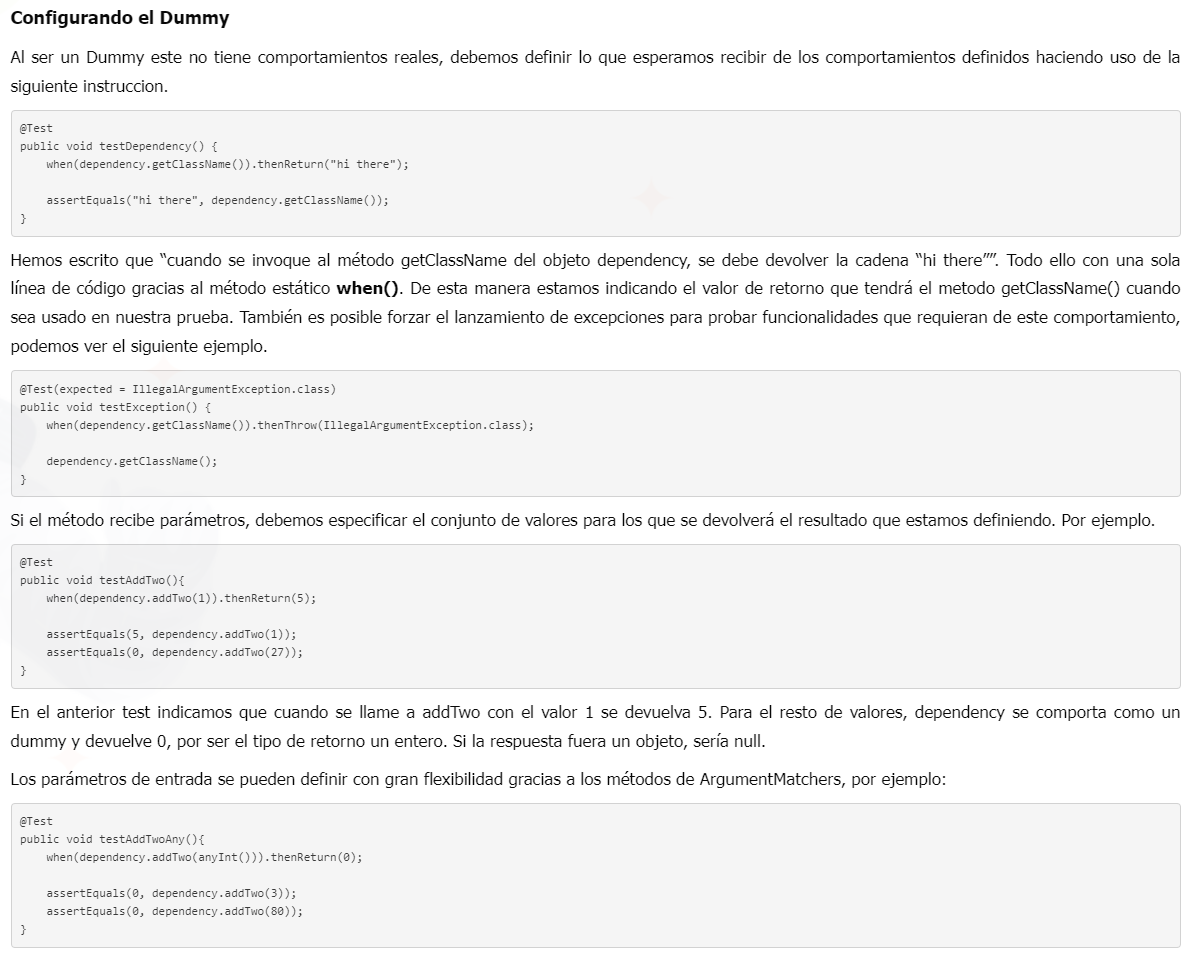 Configurando el Dummy
Al ser un Dummy este no tiene comportamientos reales, debemos definir lo que esperamos recibir de los comportamientos definidos haciendo uso de la
siguiente instruccion.
@Test
public void testDependency() {
    when(dependency.getClassName()).thenReturn("hi there");
    assertEquals("hi there", dependency.getClassName());
}
Hemos escrito que “cuando se invoque al método getClassName del objeto dependency, se debe devolver la cadena “hi there””. Todo ello con una sola
línea de código gracias al método estático when(). De esta manera estamos indicando el valor de retorno que tendrá el metodo getClassName() cuando
sea usado en nuestra prueba. También es posible forzar el lanzamiento de excepciones para probar funcionalidades que requieran de este comportamiento,
podemos ver el siguiente ejemplo.
@Test(expected = IllegalArgumentException.class)
public void testException() {
    when(dependency.getClassName()).thenThrow(IllegalArgumentException.class);
    dependency.getClassName();
}
Si el método recibe parámetros, debemos especificar el conjunto de valores para los que se devolverá el resultado que estamos definiendo. Por ejemplo.
@Test
public void testAddTwo(){
    when(dependency.addTwo(1)).thenReturn(5);
    assertEquals(5, dependency.addTwo(1));
    assertEquals(0, dependency.addTwo(27));
}
En el anterior test indicamos que cuando se llame a addTwo con el valor 1 se devuelva 5. Para el resto de valores, dependency se comporta como un
dummy y devuelve 0, por ser el tipo de retorno un entero. Si la respuesta fuera un objeto, sería null.
Los parámetros de entrada se pueden definir con gran flexibilidad gracias a los métodos de ArgumentMatchers, por ejemplo:
@Test
public void testAddTwoAny(){
    when(dependency.addTwo(anyInt())).thenReturn(0);
    assertEquals(0, dependency.addTwo(3));
    assertEquals(0, dependency.addTwo(80));
}